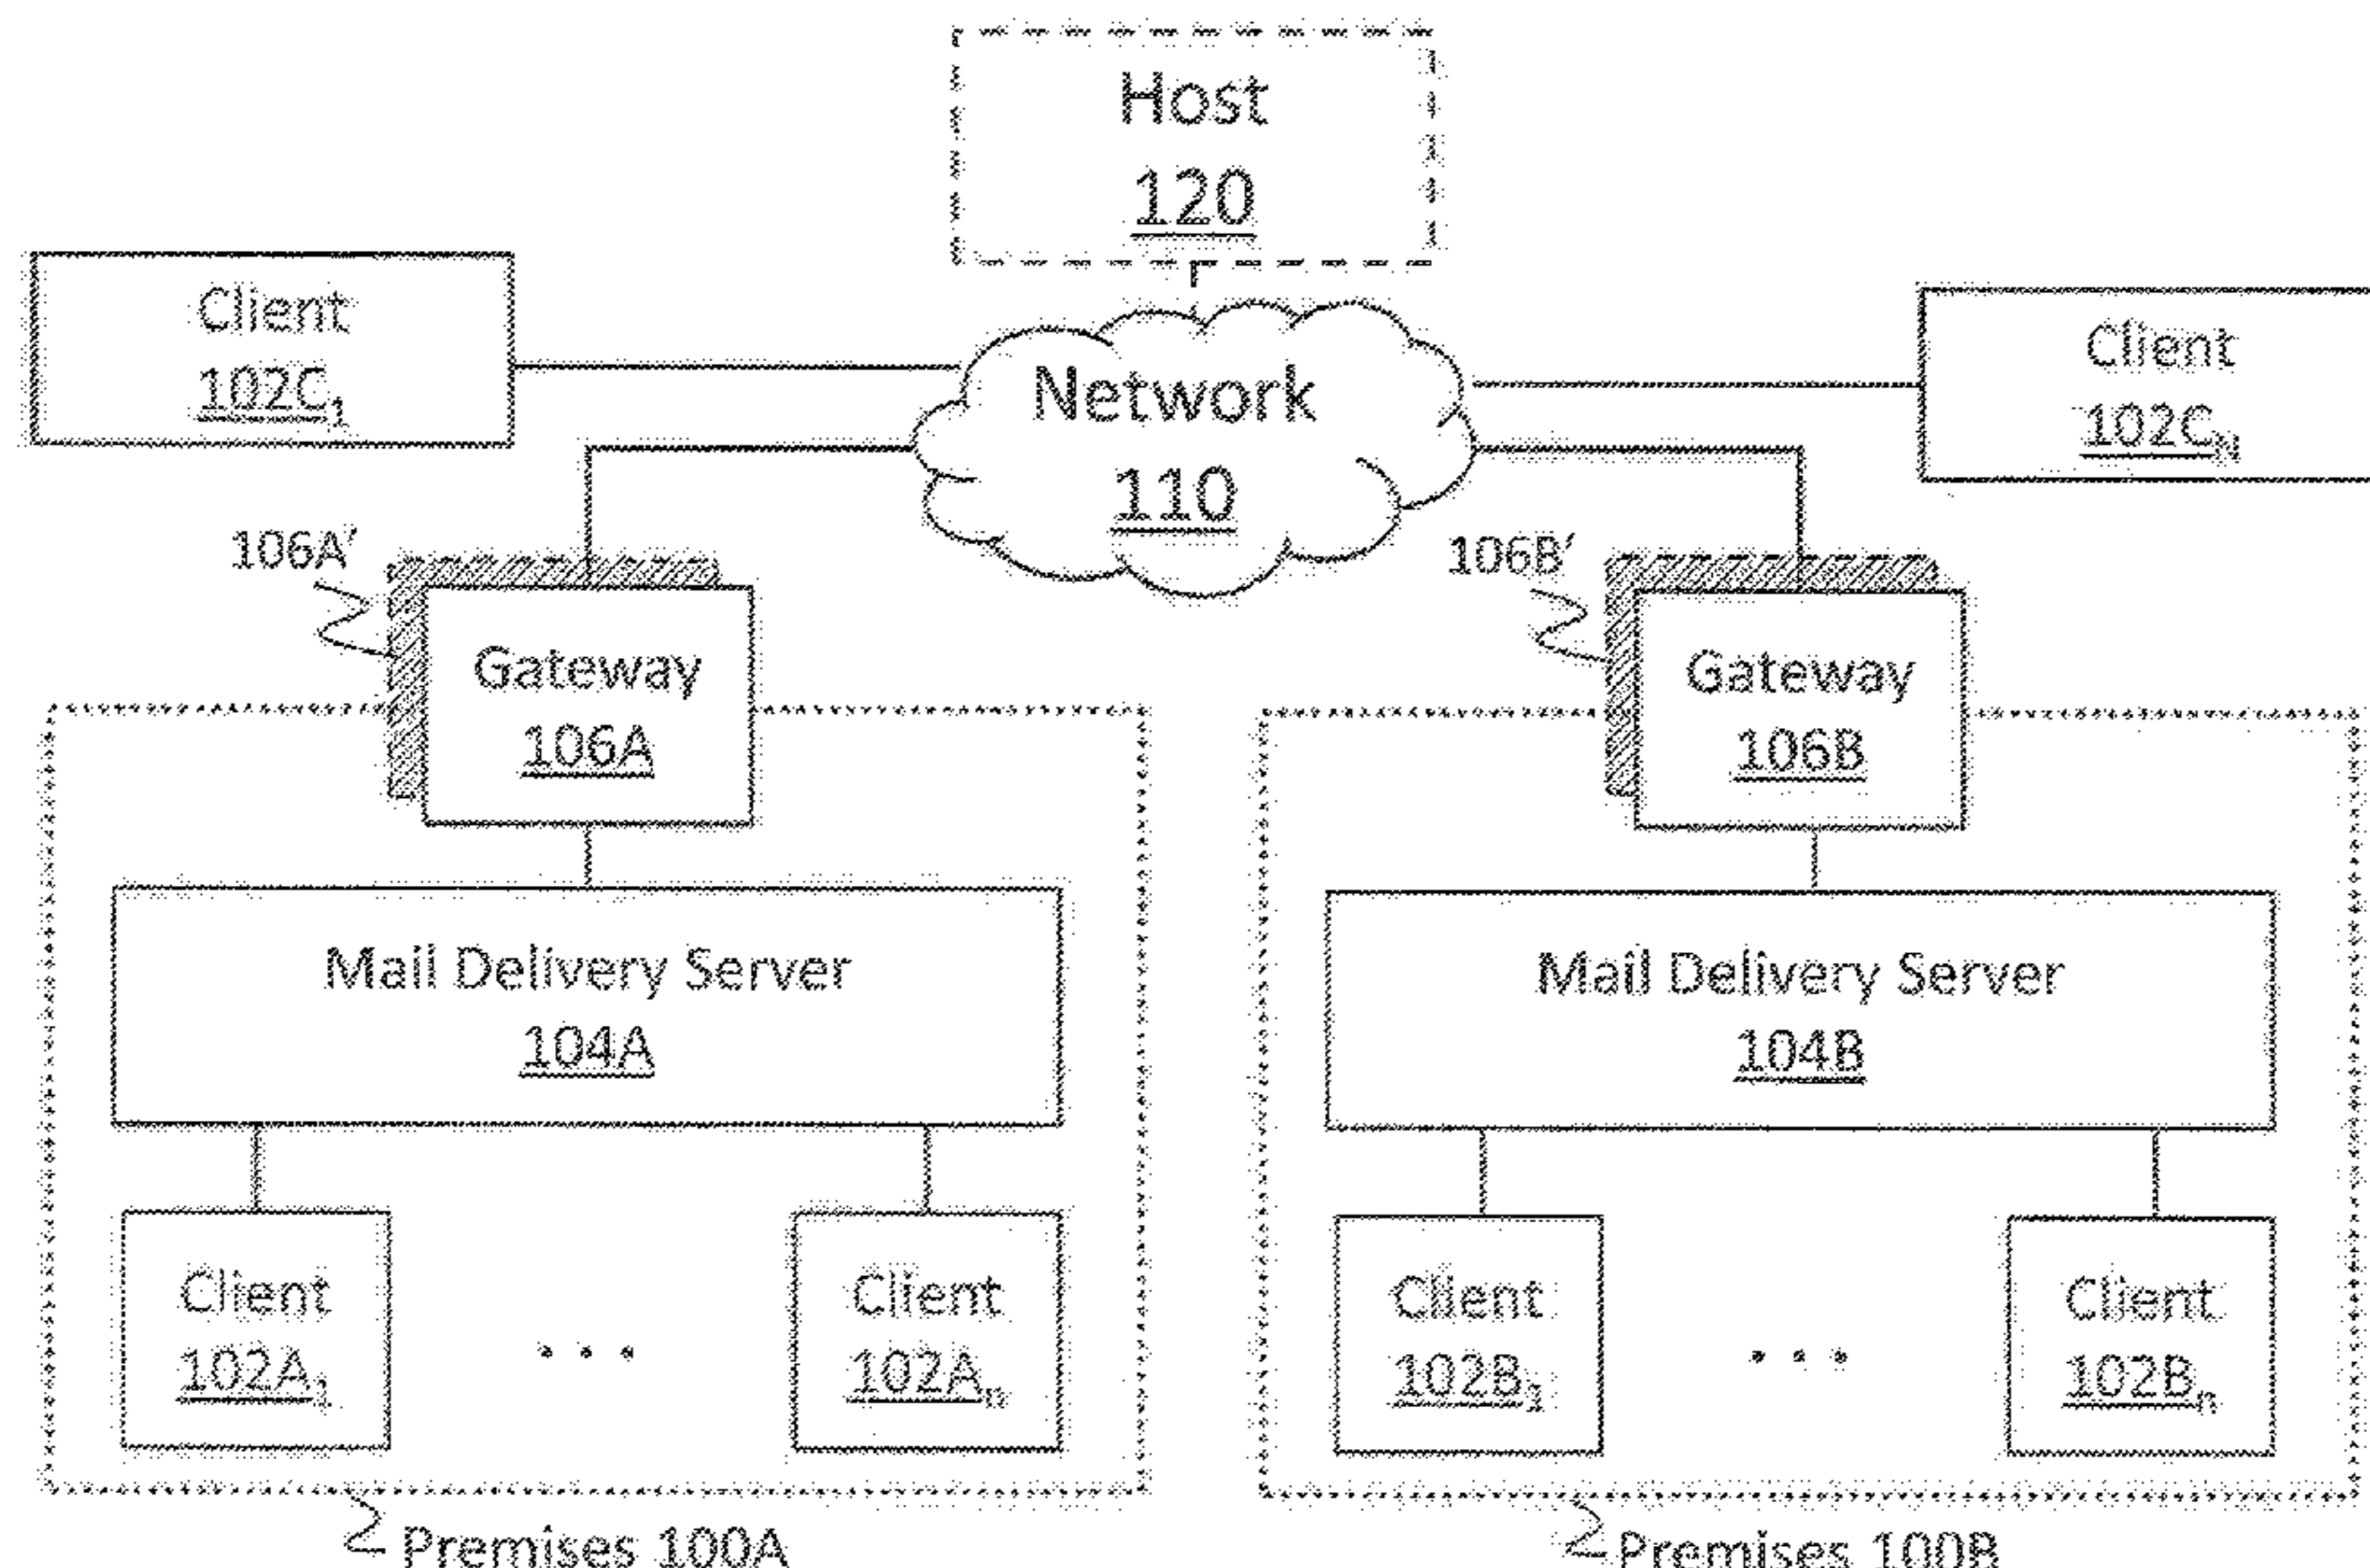 Host
120
Client
102C₁
Network
110
Client
102C_N
106A'
Gateway
106A
106B'
Gateway
106B
Mail Delivery Server
104A
Mail Delivery Server
104B
Client
102A₁
...
Client
102Aₙ
Client
102B₁
...
Client
102Bₙ
Premises 100A
Premises 100B